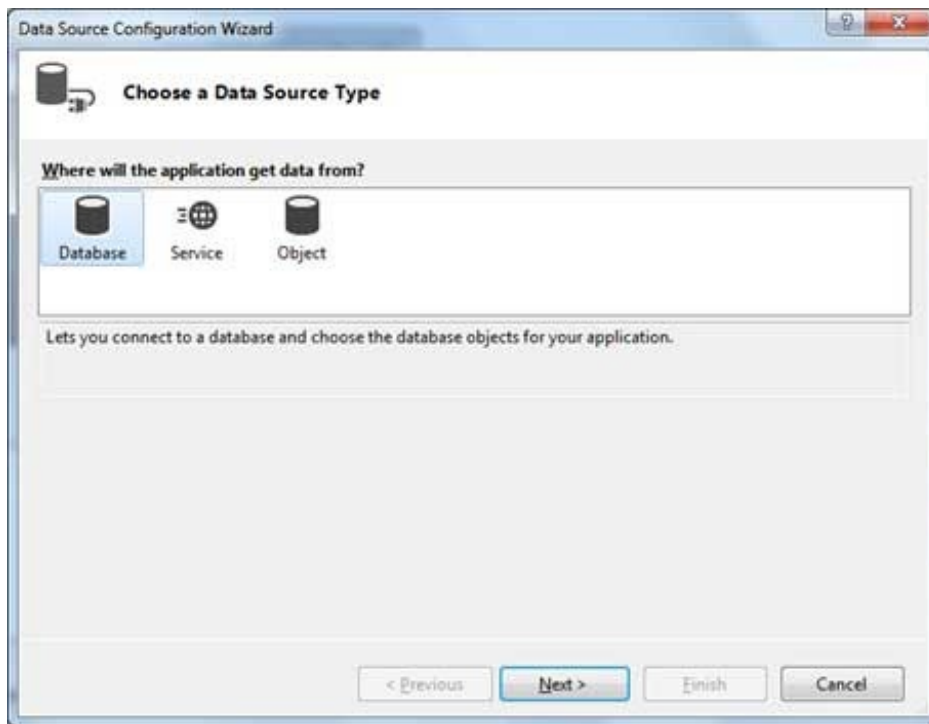 Data Source Configuration Wizard
?
Choose a Data Source Type
Where will the application get data from?
Database Service Object
Lets you connect to a database and choose the database objects for your application.
< Previous Next > Finish Cancel